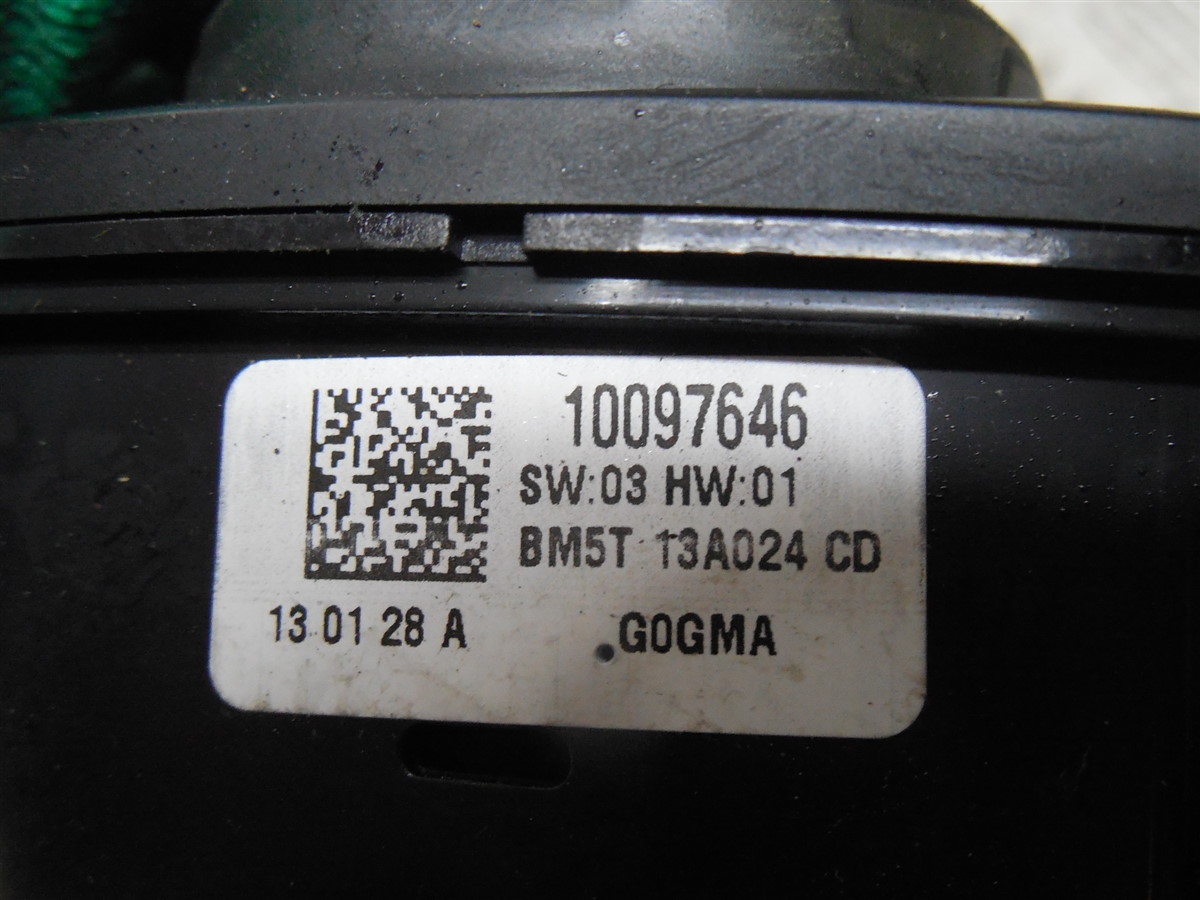 10097646
SW:03 HW:01
BM5T 13A024 CD
13 01 28 A G0GMA